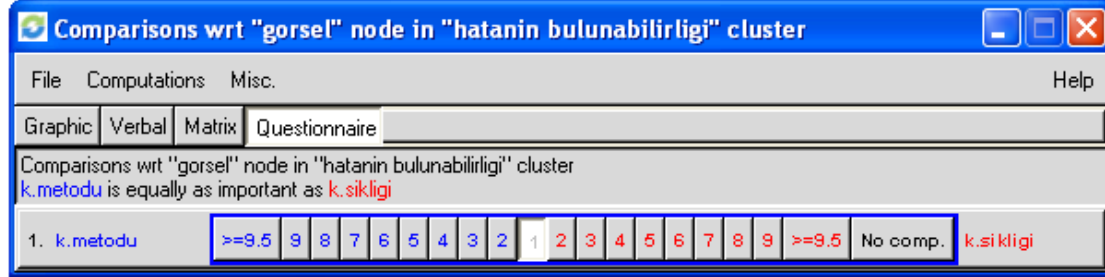 Comparisons wrt "gorsel" node in "hatanin bulunabilirligi" cluster
File Computations Misc. Help
Graphic Verbal Matrix Questionnaire
Comparisons wrt "gorsel" node in "hatanin bulunabilirligi" cluster
k.metodu is equally as important as k.sikligi
1. k.metodu >=9.5 9 8 7 6 5 4 3 2 1 2 3 4 5 6 7 8 9 >=9.5 No comp. k.sikligi